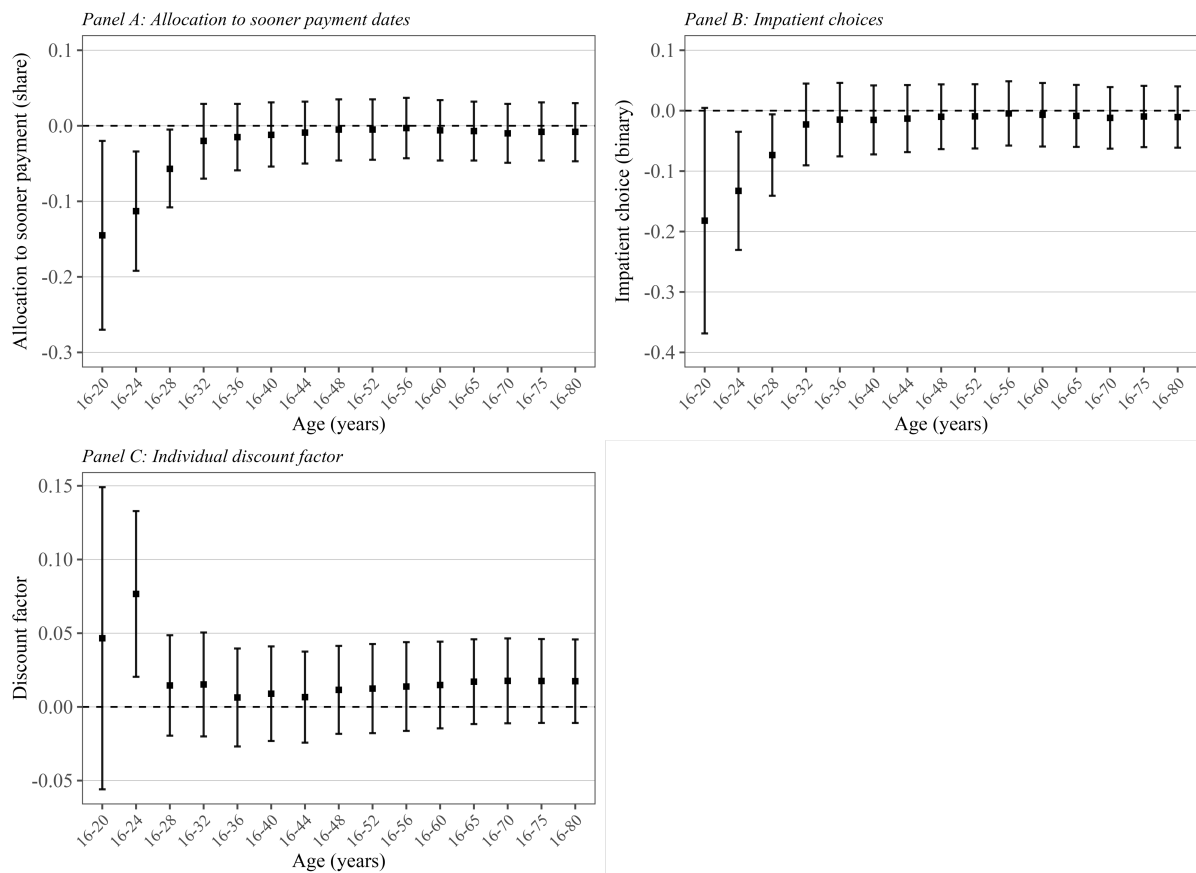 Panel A: Allocation to sooner payment dates
Allocation to sooner payment (share)
0.1
0.0
-0.1
-0.2
-0.3
16-20 16-24 16-28 16-32 16-36 16-40 16-44 16-48 16-52 16-56 16-60 16-65 16-70 16-75 16-80
Age (years)
Panel B: Impatient choices
Impatient choice (binary)
0.1
0.0
-0.1
-0.2
-0.3
-0.4
16-20 16-24 16-28 16-32 16-36 16-40 16-44 16-48 16-52 16-56 16-60 16-65 16-70 16-75 16-80
Age (years)
Panel C: Individual discount factor
Discount factor
0.15
0.10
0.05
0.00
-0.05
16-20 16-24 16-28 16-32 16-36 16-40 16-44 16-48 16-52 16-56 16-60 16-65 16-70 16-75 16-80
Age (years)